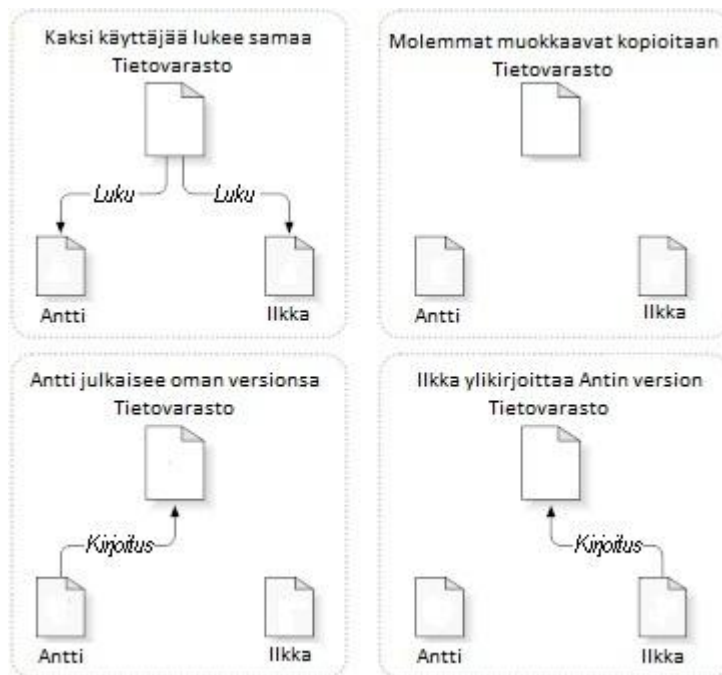 Kaksi käyttäjää lukee samaa
Tietovarasto
Luku
Luku
Antti
Ilkka
Molemmat muokkaavat kopioitaan
Tietovarasto
Antti
Ilkka
Antti julkaisee oman versionsa
Tietovarasto
Kirjoitus
Antti
Ilkka
Ilkka ylikirjoittaa Antin version
Tietovarasto
Kirjoitus
Antti
Ilkka